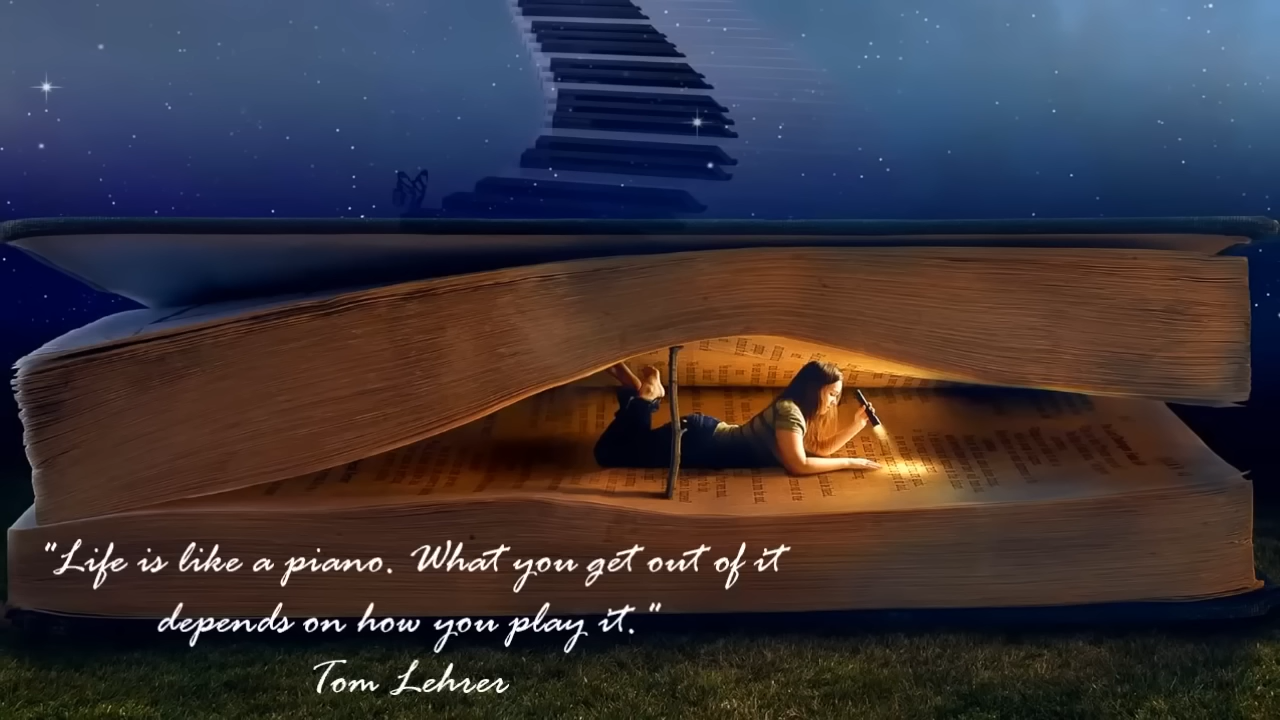 "Life is like a piano. What you get out of it
depends on how you play it."
Tom Lehrer